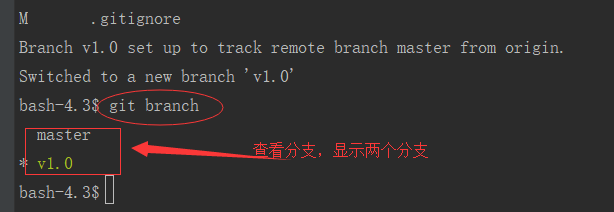 M      .gitignore
Branch v1.0 set up to track remote branch master from origin.
Switched to a new branch 'v1.0'
bash-4.3$ git branch
  master
查看分支，显示两个分支
* v1.0
bash-4.3$